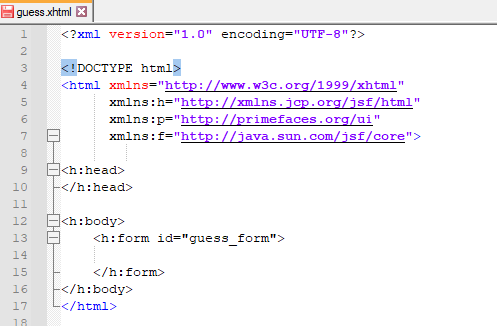 guess.xhtml
1 <?xml version="1.0" encoding="UTF-8"?>
2
3 <!DOCTYPE html>
4 <html xmlns="http://www.w3c.org/1999/xhtml"
5 xmlns:h="http://xmlns.jcp.org/jsf/html"
6 xmlns:p="http://primefaces.org/ui"
7 xmlns:f="http://java.sun.com/jsf/core">
8
9 <h:head>
10 </h:head>
11
12 <h:body>
13 <h:form id="guess_form">
14
15 </h:form>
16 </h:body>
17 </html>
18